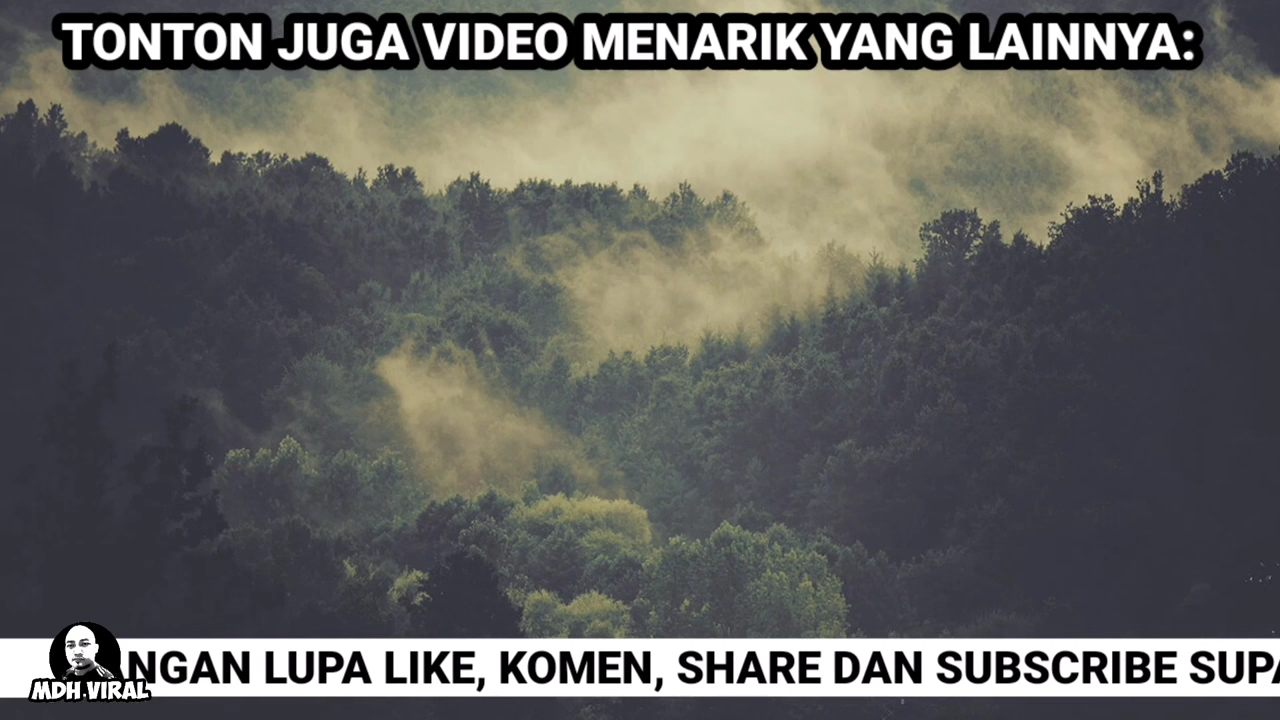 TONTON JUGA VIDEO MENARIK YANG LAINNYA:
NGAN LUPA LIKE, KOMEN, SHARE DAN SUBSCRIBE SUPA
MDH VIRAL